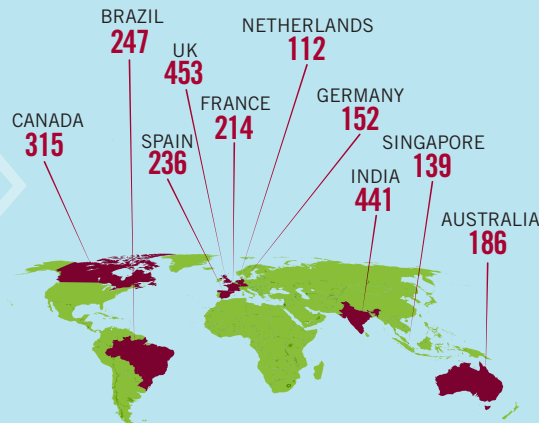 BRAZIL
247
NETHERLANDS
112
UK
453
GERMANY
152
FRANCE
214
CANADA
315
SPAIN
236
SINGAPORE
139
INDIA
441
AUSTRALIA
186